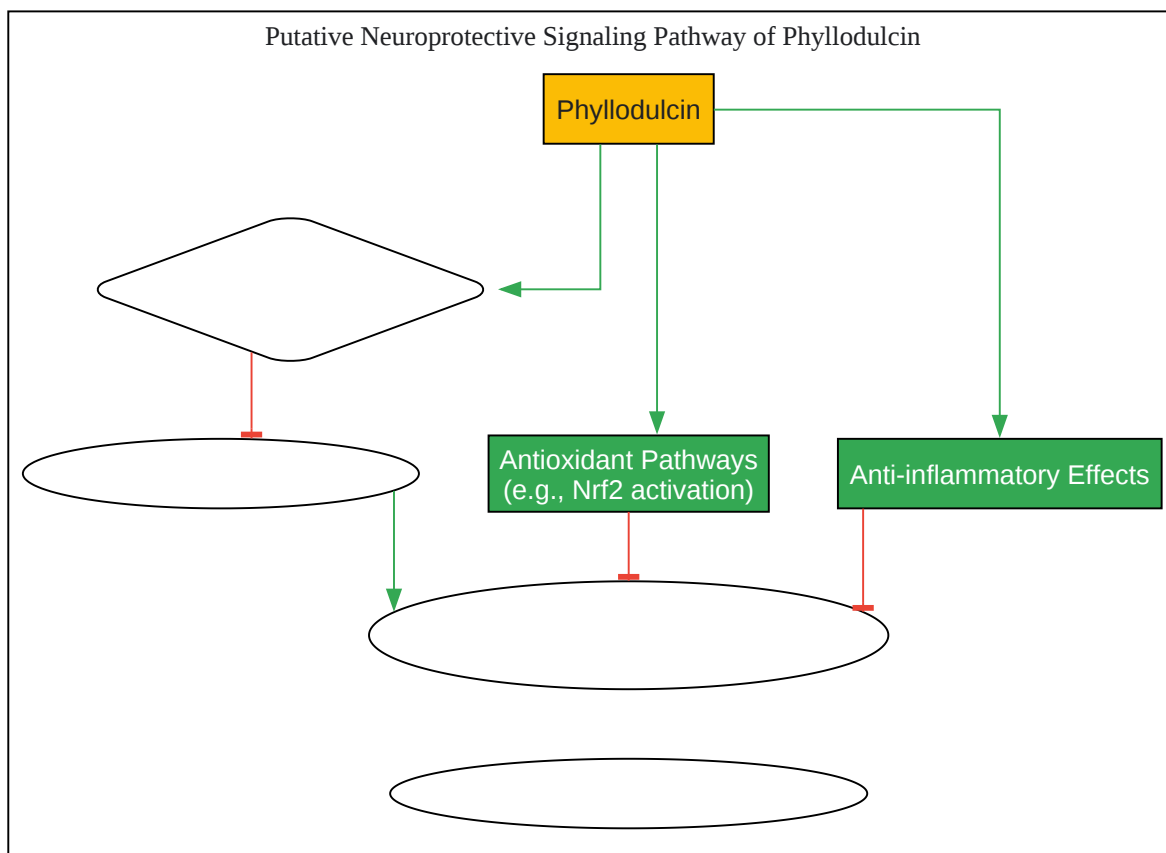 Putative Neuroprotective Signaling Pathway of Phyllodulcin
Phyllodulcin
Antioxidant Pathways
(e.g., Nrf2 activation)
Anti-inflammatory Effects